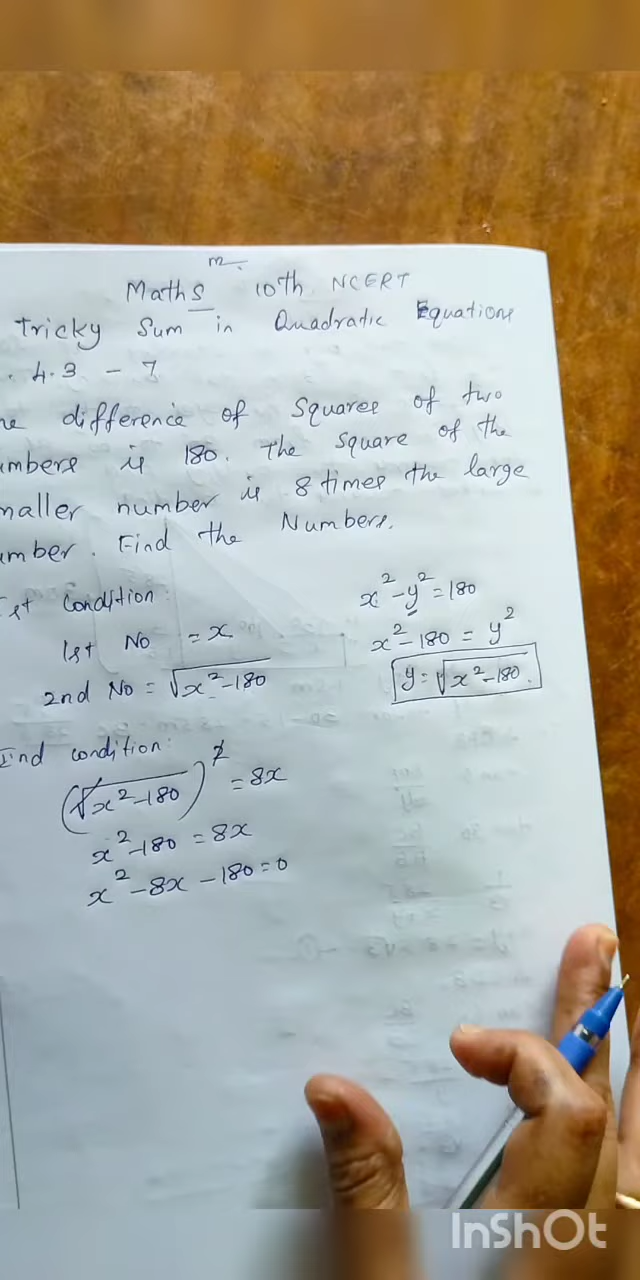 Maths 10th NCERT
Tricky Sum in Quadratic Equations
. 4.3 - 7
he difference of Squares of two
umbers is 180. The square of the
maller number is 8 times the large
umber. Find the Numbers.
Ist Condition:
1st No = x
2nd No = √x²-180
x²-y²=180
x²-180 = y²
y=√x²-180.
IInd condition:
(√x²-180)² = 8x
x²-180 = 8x
x²-8x-180=0
InShOt